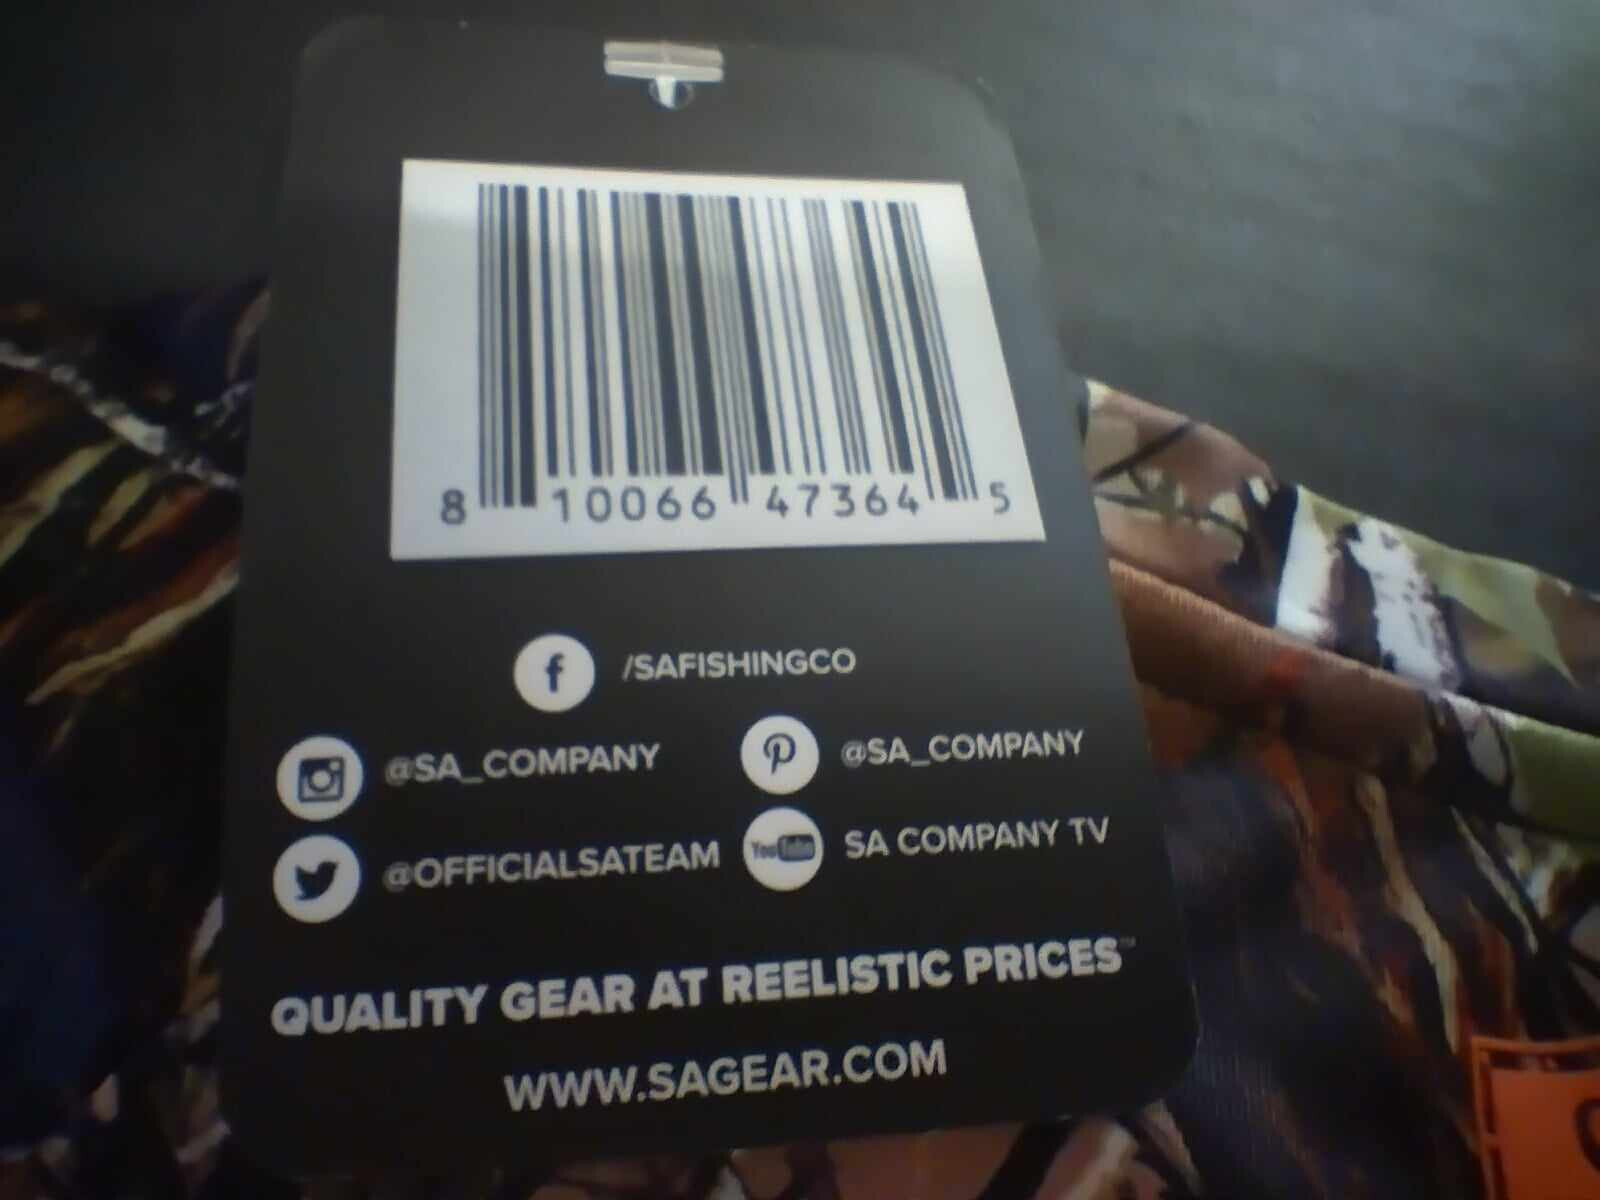 8 10066 47364 5
f /SAFISHINGCO
@SA_COMPANY
@SA_COMPANY
@OFFICIALSATEAM
YouTube SA COMPANY TV
QUALITY GEAR AT REELISTIC PRICES™
WWW.SAGEAR.COM